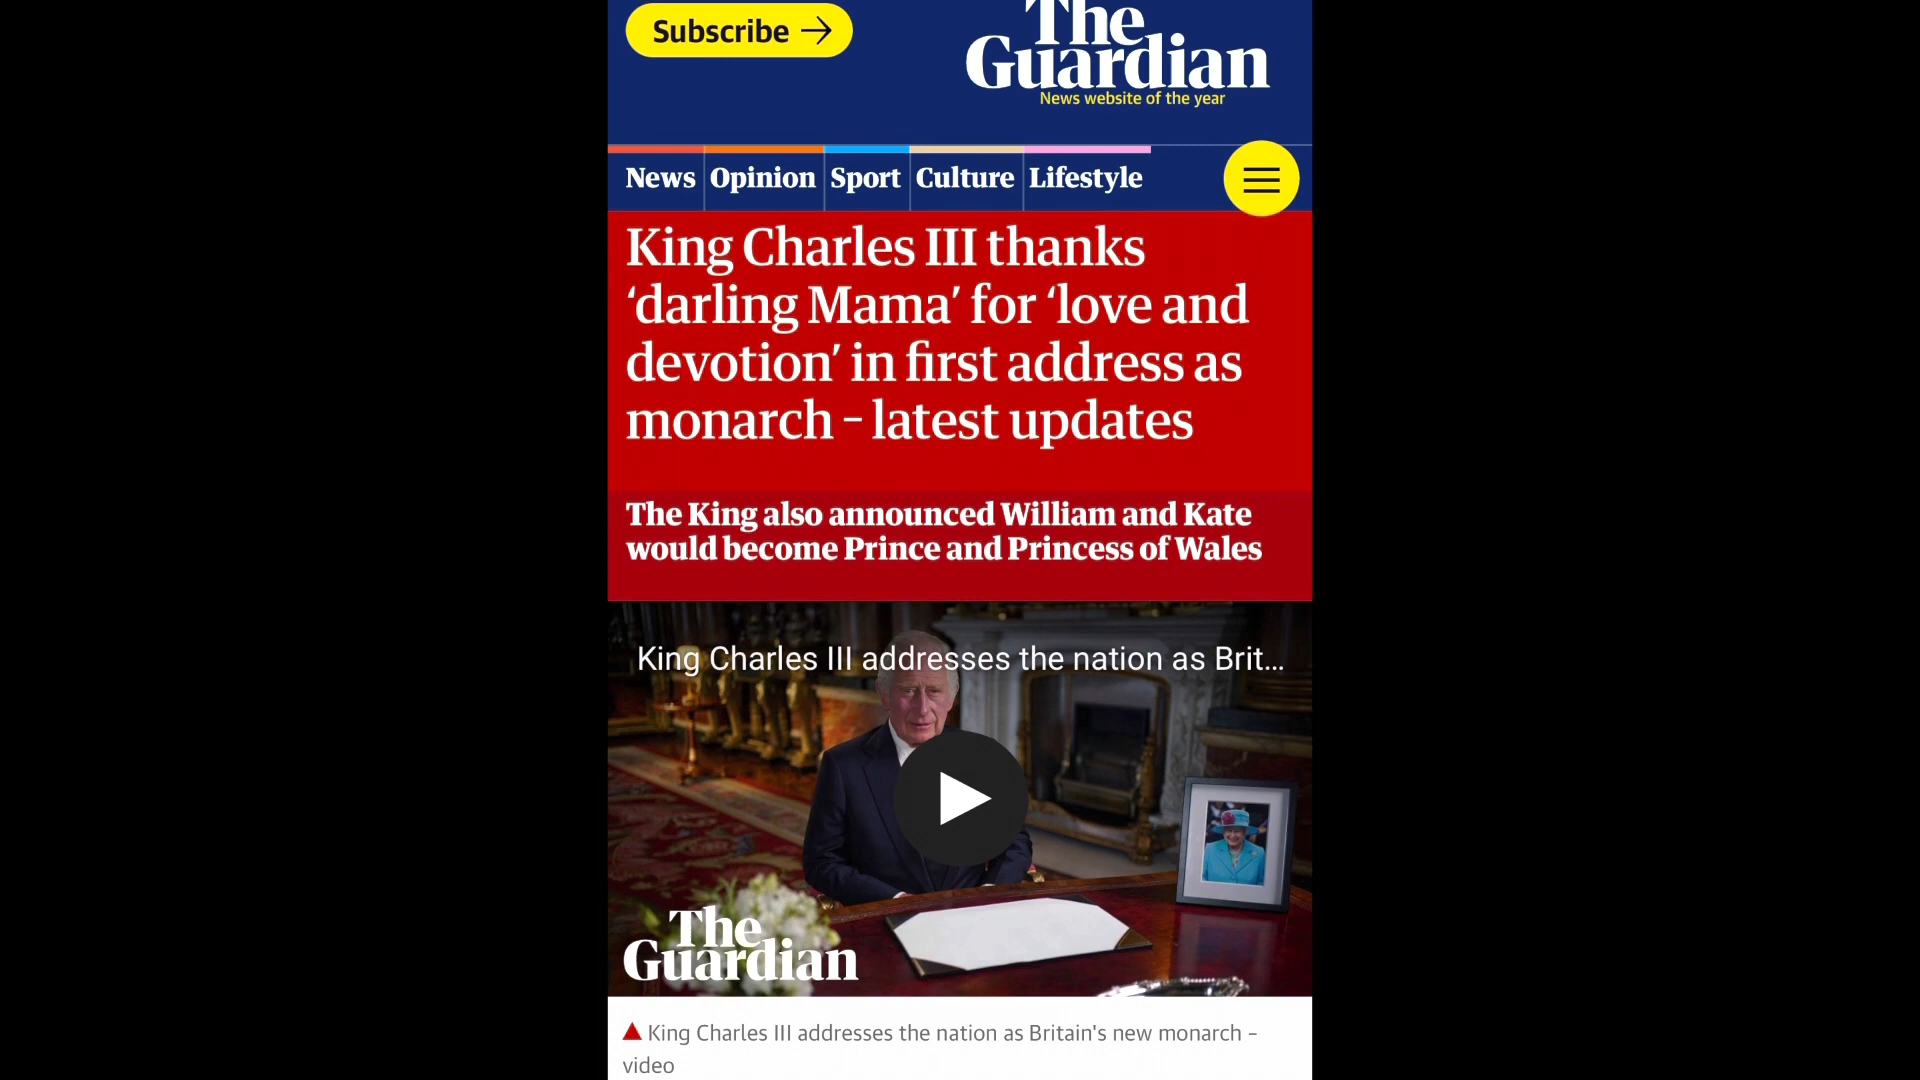 Subscribe
The
Guardian
News website of the year
News Opinion Sport Culture Lifestyle
King Charles III thanks
‘darling Mama’ for ‘love and
devotion’ in first address as
monarch – latest updates
The King also announced William and Kate
would become Prince and Princess of Wales
King Charles III addresses the nation as Brit...
The
Guardian
King Charles III addresses the nation as Britain's new monarch –
video